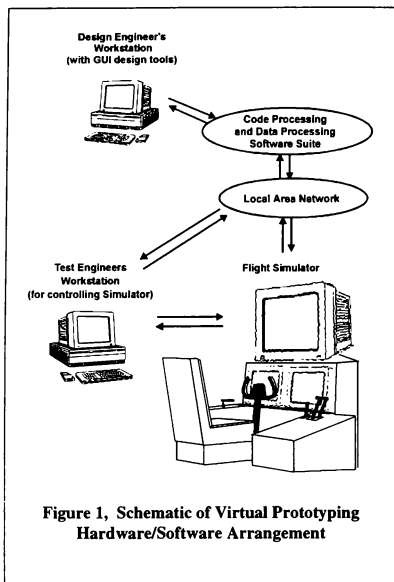 Design Engineer's
Workstation
(with GUI design tools)
Code Processing
and Data Processing
Software Suite
Local Area Network
Test Engineers
Workstation
(for controlling Simulator)
Flight Simulator
Figure 1, Schematic of Virtual Prototyping
Hardware/Software Arrangement